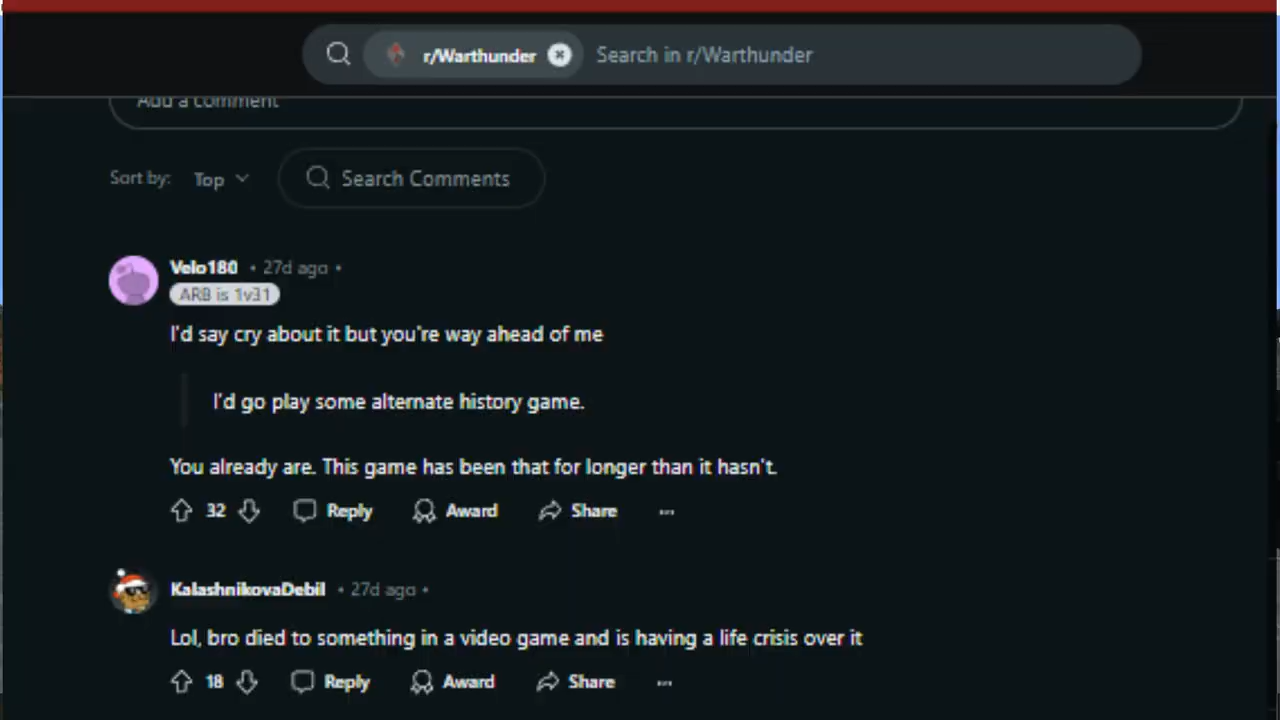 r/Warthunder Search in r/Warthunder
Add a comment
Sort by: Top Search Comments
Velo180 • 27d ago •
ARB is 1v31
I'd say cry about it but you're way ahead of me
I'd go play some alternate history game.
You already are. This game has been that for longer than it hasn't.
32 Reply Award Share ...
KalashnikovaDebil • 27d ago •
Lol, bro died to something in a video game and is having a life crisis over it
18 Reply Award Share ...